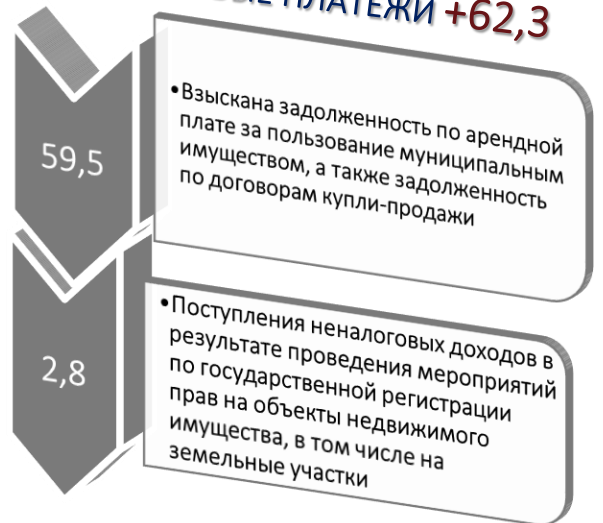 ПЛАТЕЖИ +62,3
59,5
•Взыскана задолженность по арендной
плате за пользование муниципальным
имуществом, а также задолженность
по договорам купли-продажи
2,8
•Поступления неналоговых доходов в
результате проведения мероприятий
по государственной регистрации
прав на объекты недвижимого
имущества, в том числе на
земельные участки